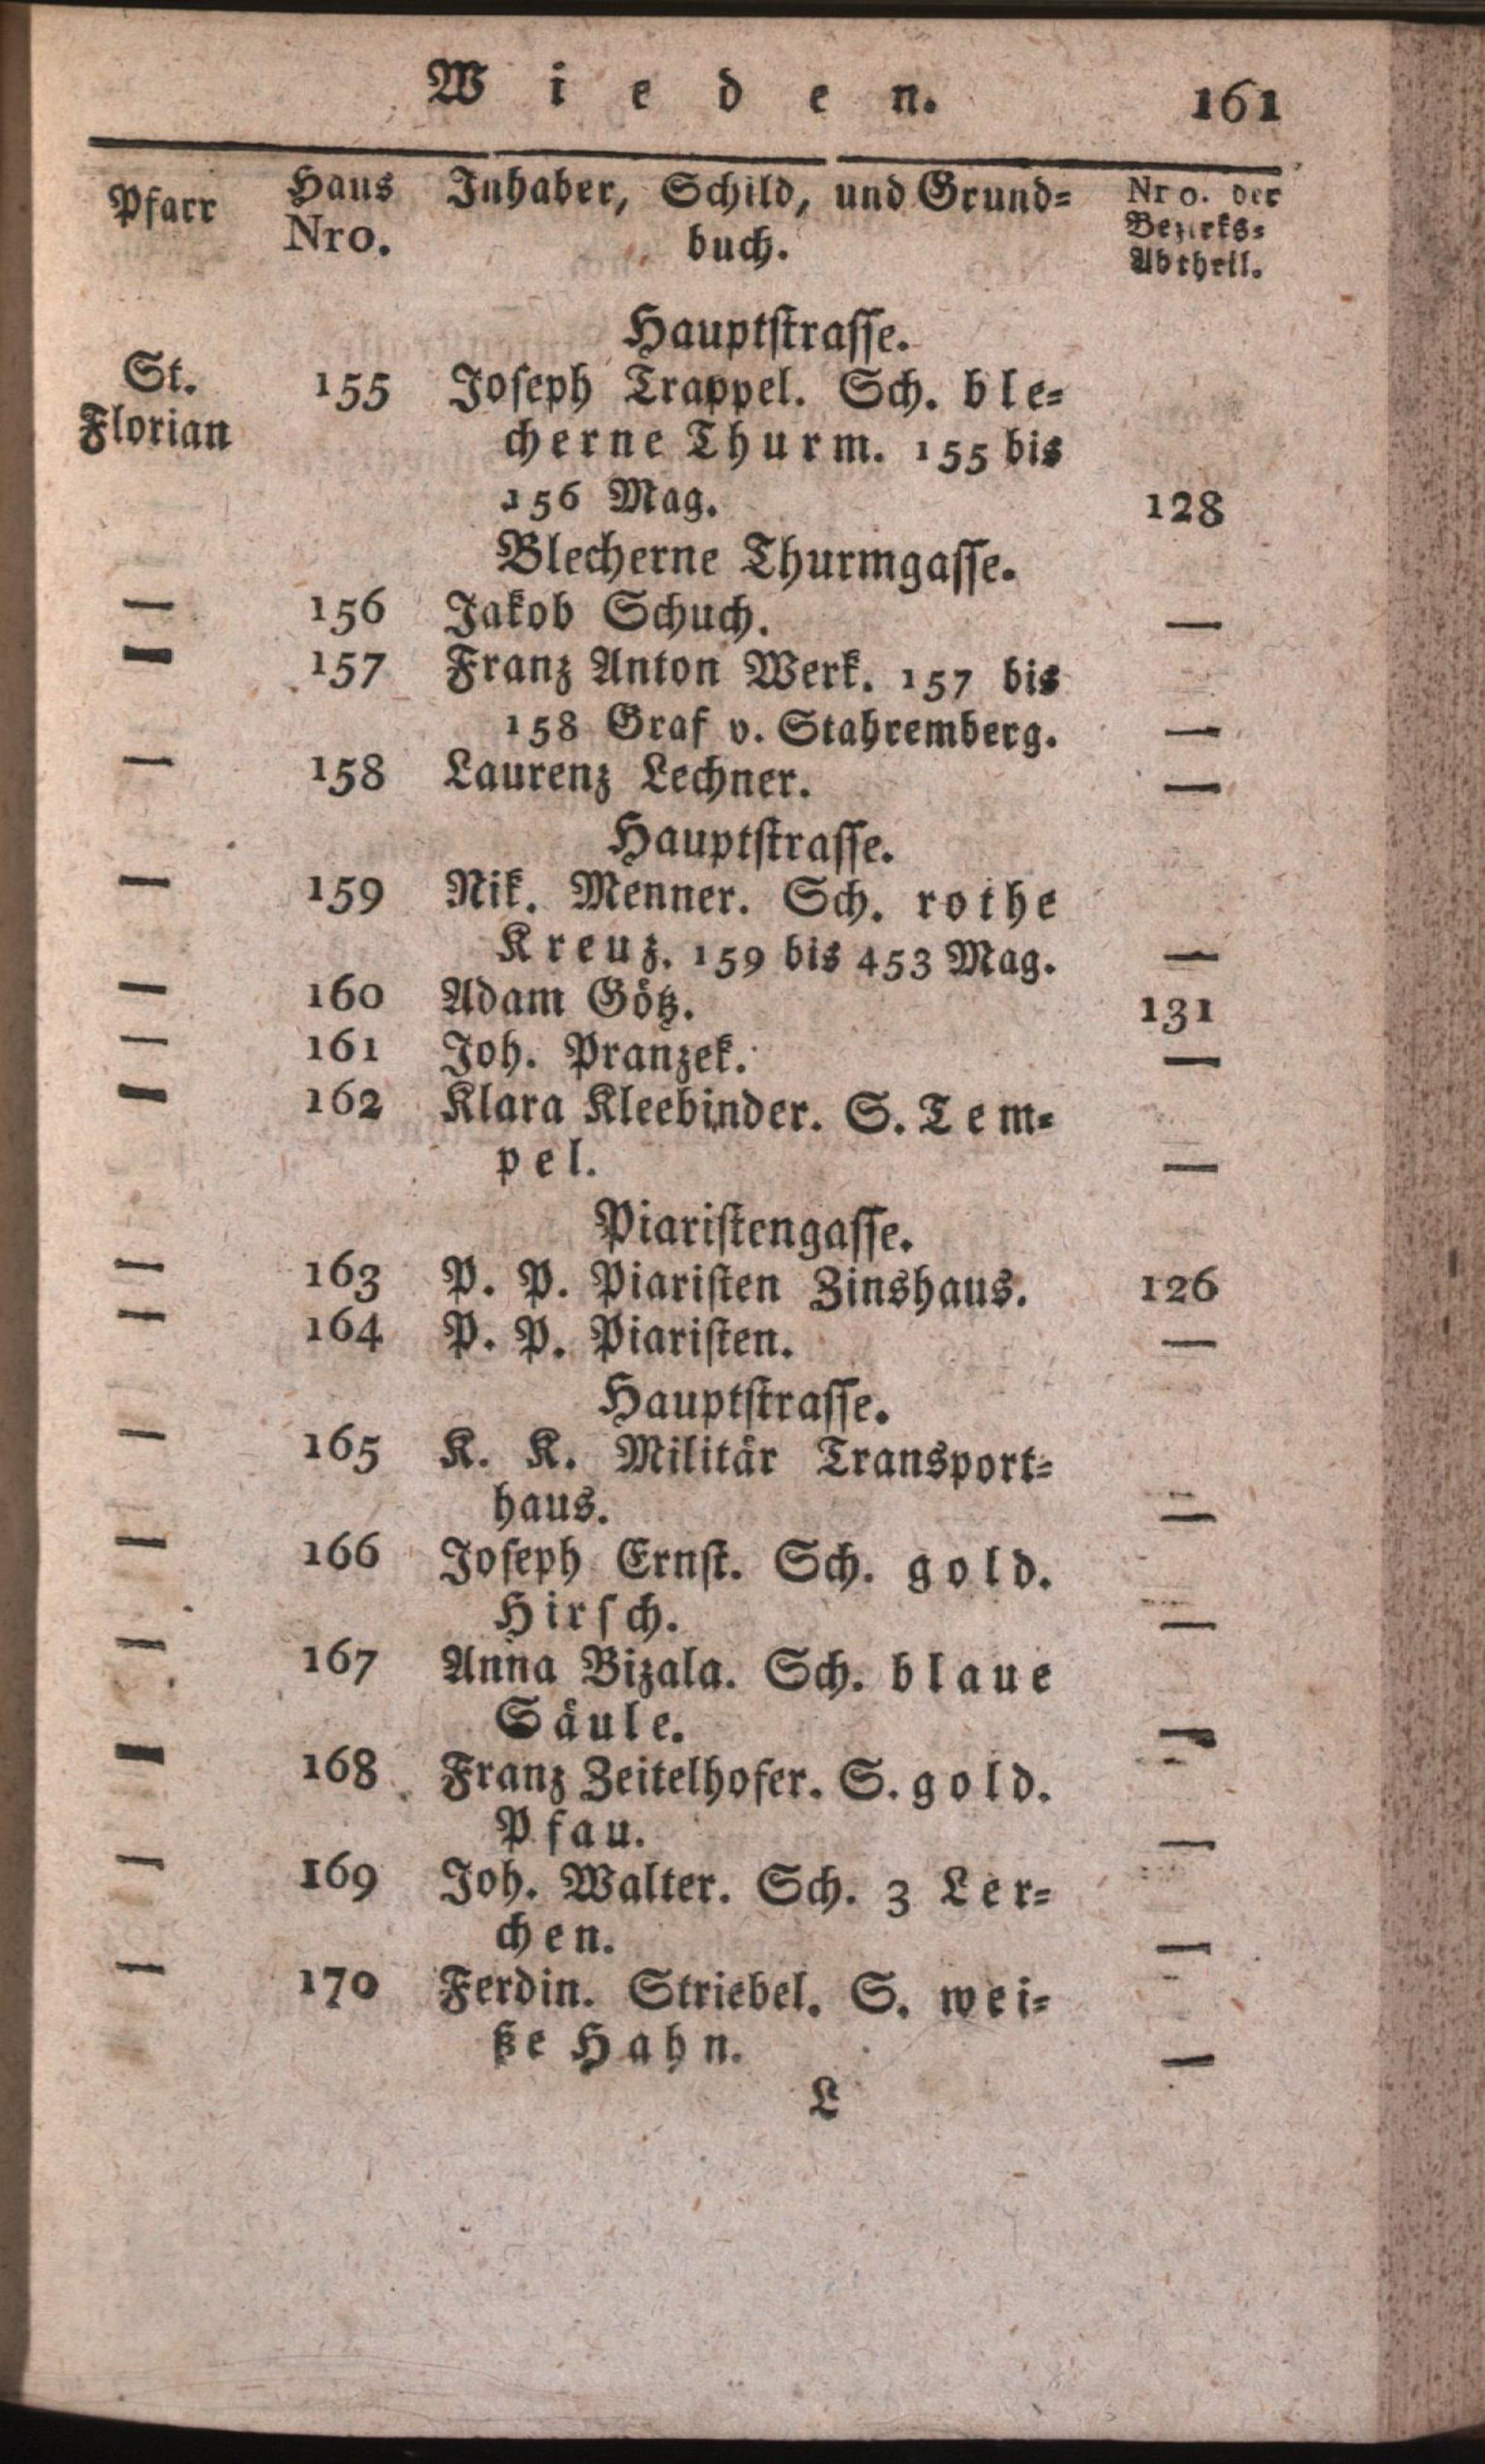 Wieden. 161
Pfarr Haus Nro. Inhaber, Schild, und Grund= buch. Nro. der Bezirks= Abtheil.
Hauptstrasse.
St. Florian 155 Joseph Trappel. Sch. ble=
cherne Thurm. 155 bis
156 Mag. 128
Blecherne Thurmgasse.
— 156 Jakob Schuch. —
— 157 Franz Anton Werk. 157 bis
158 Graf v. Stahremberg. —
— 158 Laurenz Lechner. —
Hauptstrasse.
— 159 Nik. Menner. Sch. rothe
Kreuz. 159 bis 453 Mag. —
— 160 Adam Götz. 131
— 161 Joh. Pranzek. —
— 162 Klara Kleebinder. S. Tem=
pel. —
Piaristengasse.
— 163 P. P. Piaristen Zinshaus. 126
— 164 P. P. Piaristen. —
Hauptstrasse.
— 165 K. K. Militär Transport=
haus. —
— 166 Joseph Ernst. Sch. gold.
Hirsch. —
— 167 Anna Bizala. Sch. blaue
Säule. —
— 168 Franz Zeitelhofer. S. gold.
Pfau. —
— 169 Joh. Walter. Sch. 3 Ler=
chen. —
— 170 Ferdin. Striebel. S. wei=
ße Hahn. —
L